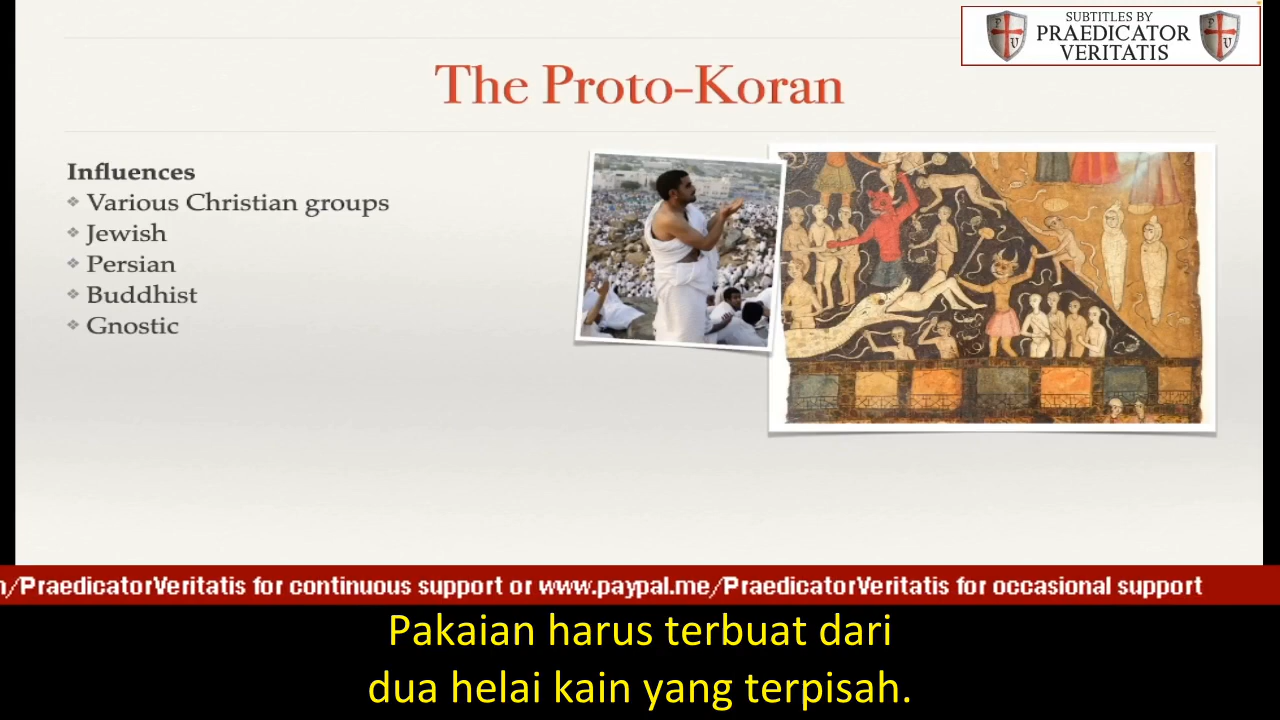 SUBTITLES BY
PRAEDICATOR
VERITATIS
The Proto-Koran
Influences
Various Christian groups
Jewish
Persian
Buddhist
Gnostic
/PraedicatorVeritatis for continuous support or www.paypal.me/PraedicatorVeritatis for occasional support
Pakaian harus terbuat dari
dua helai kain yang terpisah.